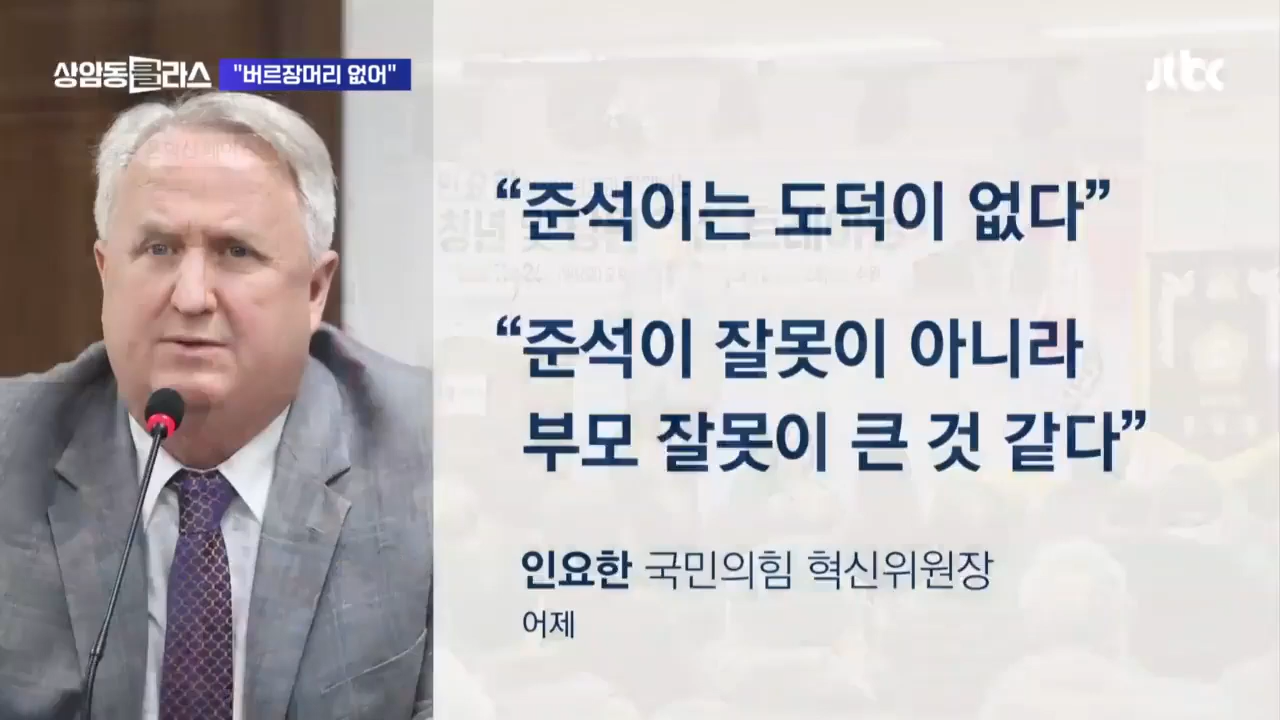 상암동클라스 "버르장머리 없어"
JTBC
“준석이는 도덕이 없다”
“준석이 잘못이 아니라
부모 잘못이 큰 것 같다”
인요한 국민의힘 혁신위원장
어제